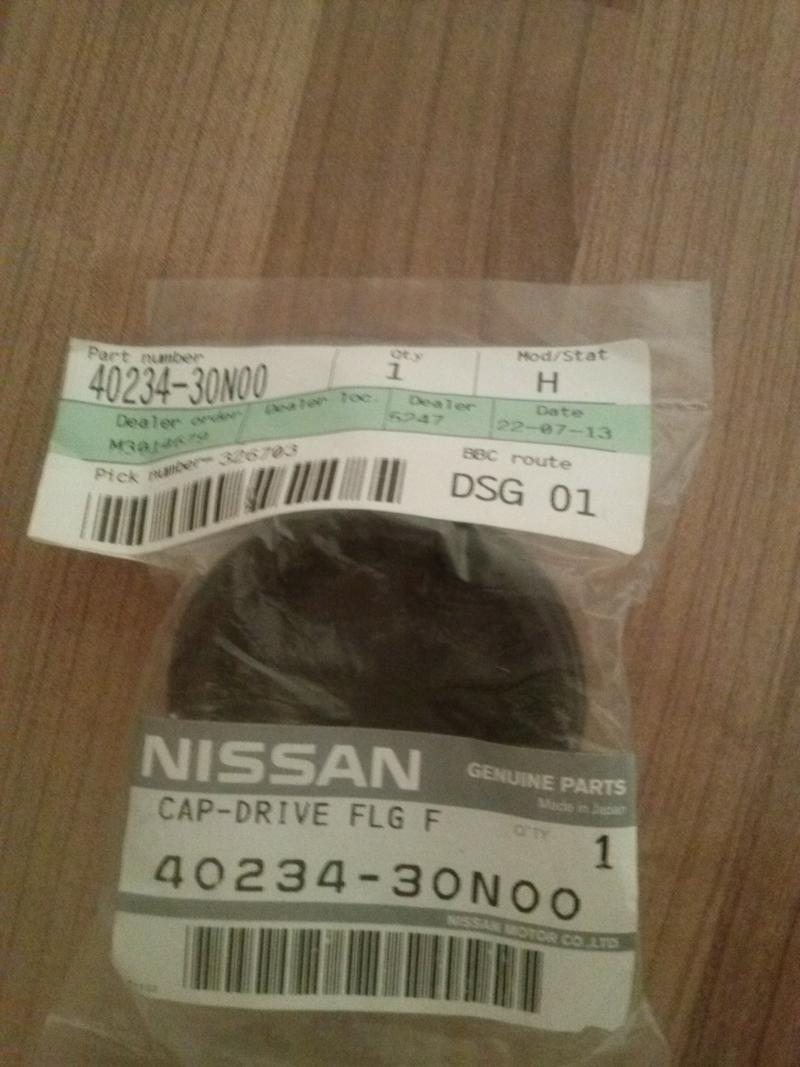 Part number
Qty
Mod/Stat
40234-30N00
1
H
Dealer order
Dealer loc.
Dealer
Date
5247
22-07-13
Pick number- 326703
BBC route
DSG 01
NISSAN
GENUINE PARTS
Made in Japan
CAP-DRIVE FLG F
Q'TY
1
40234-30N00
NISSAN MOTOR CO.,LTD.